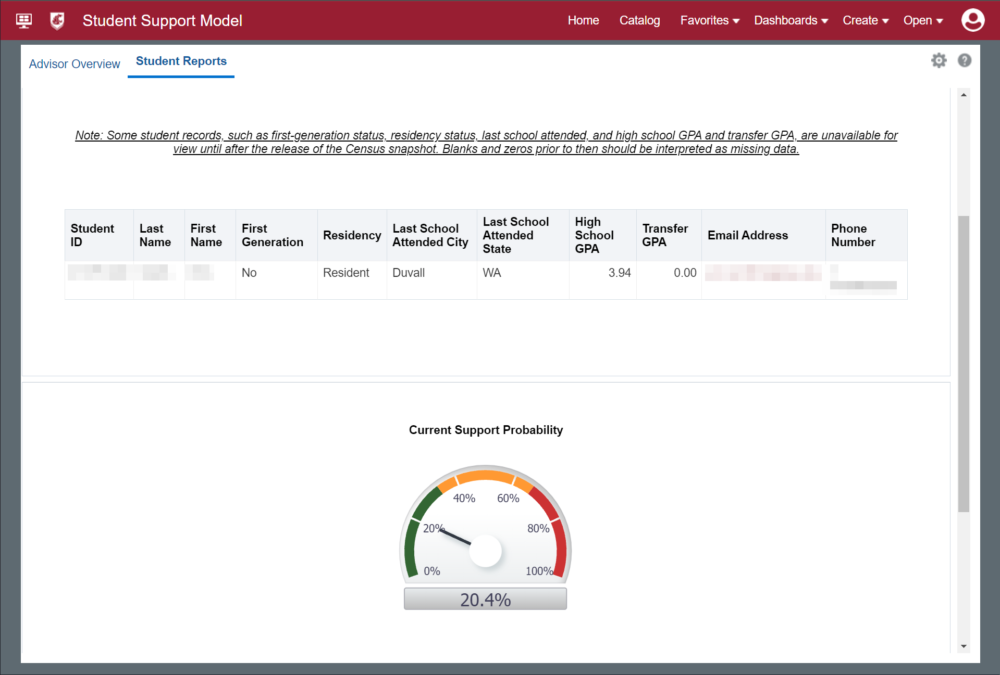 Student Support Model
Home Catalog Favorites Dashboards Create Open
Advisor Overview Student Reports
Note: Some student records, such as first-generation status, residency status, last school attended, and high school GPA and transfer GPA, are unavailable for
view until after the release of the Census snapshot. Blanks and zeros prior to then should be interpreted as missing data.
Student
ID
Last
Name
First
Name
First
Generation
Residency
Last School
Attended City
Last School
Attended
State
High
School
GPA
Transfer
GPA
Email Address
Phone
Number
No Resident Duvall WA 3.94 0.00
Current Support Probability
40% 60%
20% 80%
0% 100%
20.4%